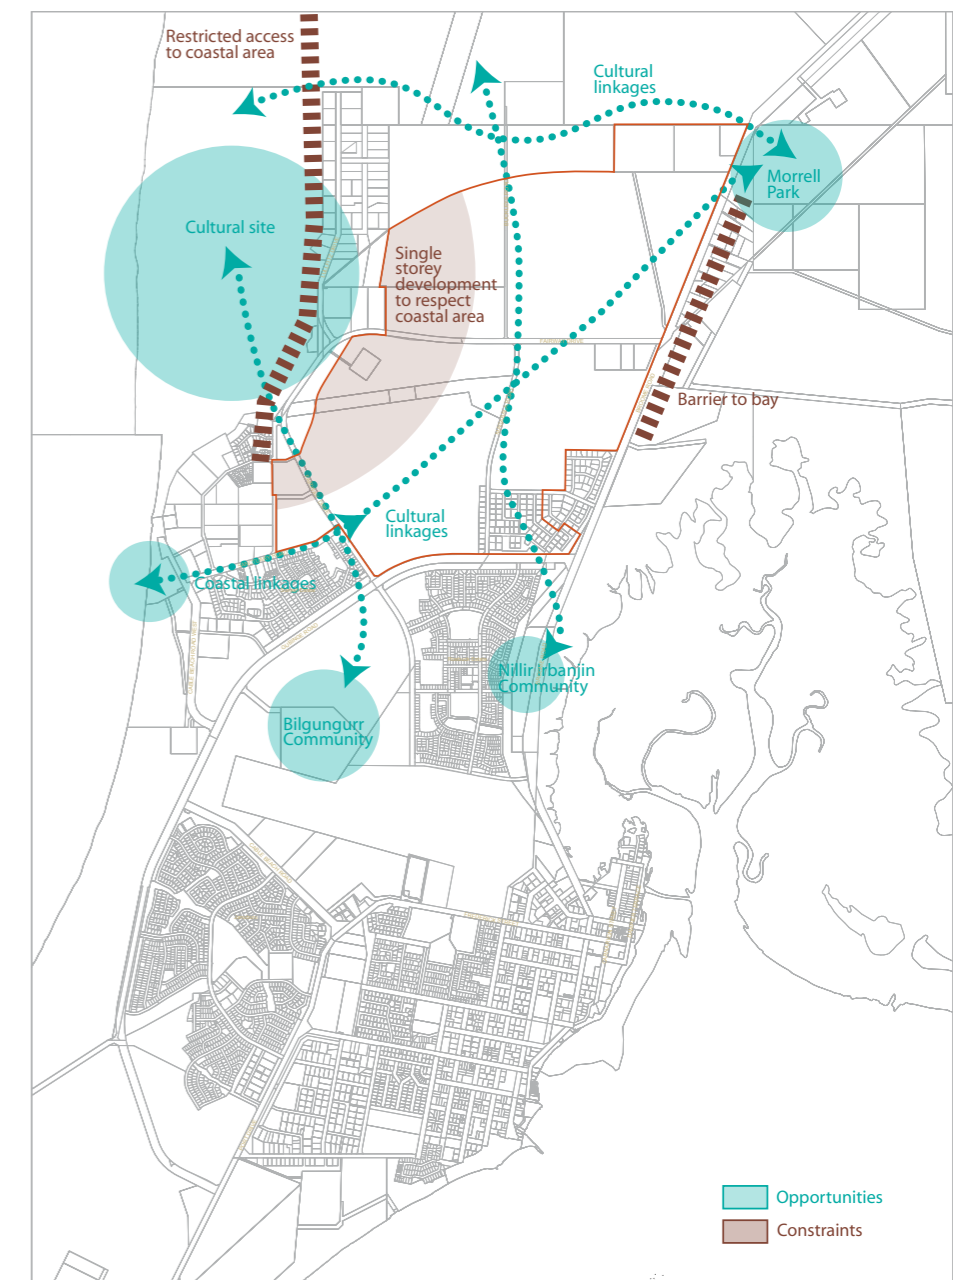 Restricted access
to coastal area
Cultural
linkages
Morrell
Park
Cultural site
Single
storey
development
to respect
coastal area
Barrier to bay
Cultural
linkages
Coastal linkages
Nillir Irbanjin
Community
Bilgungurr
Community
Opportunities
Constraints